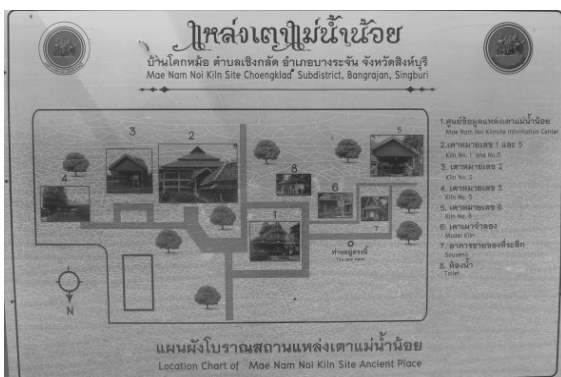 แหล่งเตาแม่น้ำน้อย
บ้านโคกหม้อ ตำบลเชิงกลัด อำเภอบางระจัน จังหวัดสิงห์บุรี
Mae Nam Noi Kiln Site Choengklad Subdistrict, Bangrajan, Singburi
3
2
5
4
8
6
1
7
ท่านอยู่ตรงนี้
You are here
N
1.ศูนย์ข้อมูลแหล่งเตาแม่น้ำน้อย
Mae Nam Noi Kilnsite Information Center
2.เตาหมายเลข 1 และ 5
Kiln No. 1 and No.5
3. เตาหมายเลข 2
Kiln No. 2
4. เตาหมายเลข 3
Kiln No. 3
5. เตาหมายเลข 6
Kiln No. 6
6. เตาเผาจำลอง
Model Kiln
7. อาคารขายของที่ระลึก
Souvenir
8. ห้องน้ำ
Toilet
แผนผังโบราณสถานแหล่งเตาแม่น้ำน้อย
Location Chart of Mae Nam Noi Kiln Site Ancient Place